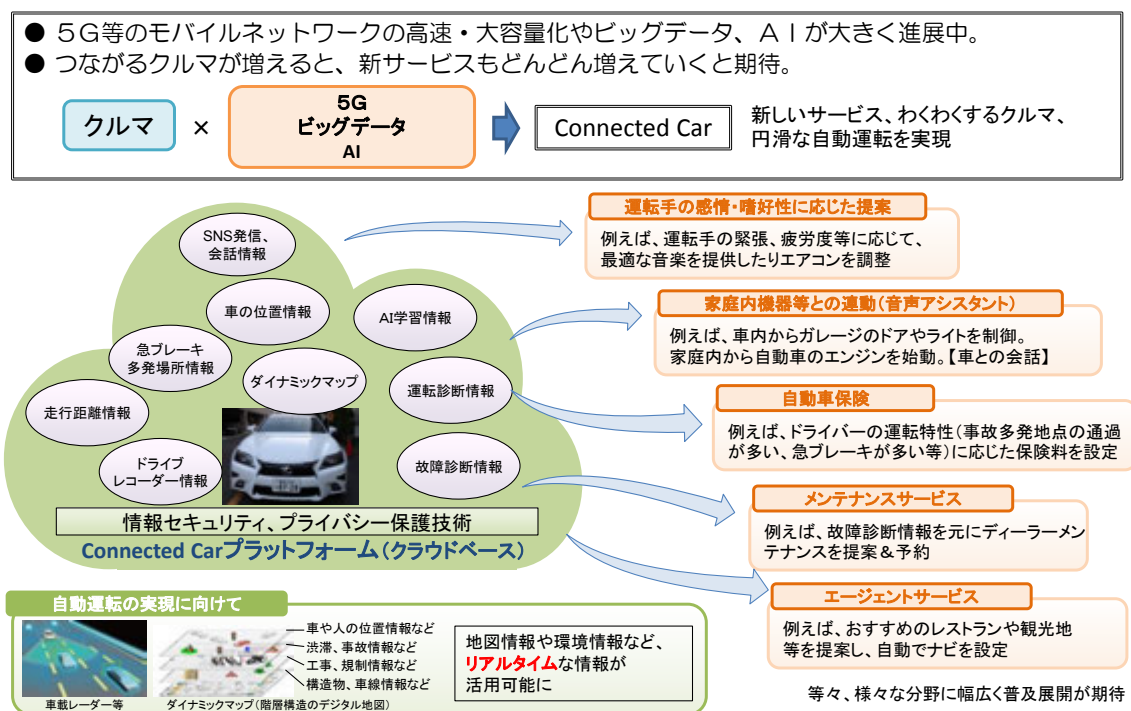 ● 5G等のモバイルネットワークの高速・大容量化やビッグデータ、AIが大きく進展中。
● つながるクルマが増えると、新サービスもどんどん増えていくと期待。
クルマ
×
5G
ビッグデータ
AI
Connected Car
新しいサービス、わくわくするクルマ、
円滑な自動運転を実現
SNS発信、
会話情報
車の位置情報
AI学習情報
急ブレーキ
多発場所情報
ダイナミックマップ
運転診断情報
走行距離情報
ドライブ
レコーダー情報
故障診断情報
情報セキュリティ、プライバシー保護技術
Connected Carプラットフォーム(クラウドベース)
運転手の感情・嗜好性に応じた提案
例えば、運転手の緊張、疲労度等に応じて、
最適な音楽を提供したりエアコンを調整
家庭内機器等との連動(音声アシスタント)
例えば、車内からガレージのドアやライトを制御。
家庭内から自動車のエンジンを始動。【車との会話】
自動車保険
例えば、ドライバーの運転特性(事故多発地点の通過
が多い、急ブレーキが多い等)に応じた保険料を設定
メンテナンスサービス
例えば、故障診断情報を元にディーラーメン
テナンスを提案&予約
エージェントサービス
例えば、おすすめのレストランや観光地
等を提案し、自動でナビを設定
等々、様々な分野に幅広く普及展開が期待
自動運転の実現に向けて
車載レーダー等
車や人の位置情報など
渋滞、事故情報など
工事、規制情報など
構造物、車線情報など
ダイナミックマップ(階層構造のデジタル地図)
地図情報や環境情報など、
リアルタイムな情報が
活用可能に